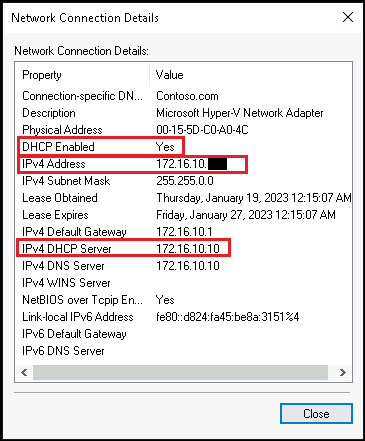 Network Connection Details
Network Connection Details:
Property Value
Connection-specific DN... Contoso.com
Description Microsoft Hyper-V Network Adapter
Physical Address 00-15-5D-C0-A0-4C
DHCP Enabled Yes
IPv4 Address 172.16.10.
IPv4 Subnet Mask 255.255.0.0
Lease Obtained Thursday, January 19, 2023 12:15:07 AM
Lease Expires Friday, January 27, 2023 12:15:07 AM
IPv4 Default Gateway 172.16.10.1
IPv4 DHCP Server 172.16.10.10
IPv4 DNS Server 172.16.10.10
IPv4 WINS Server
NetBIOS over Tcpip En... Yes
Link-local IPv6 Address fe80::d824:fa45:be8a:3151%4
IPv6 Default Gateway
IPv6 DNS Server
Close